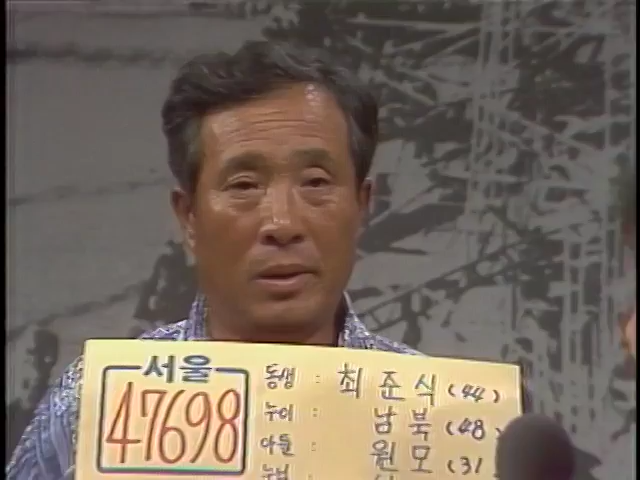 서울
47698
동생 : 최 준 식 (44)
누이 : 남 북 (48
아들 : 원 모 (31